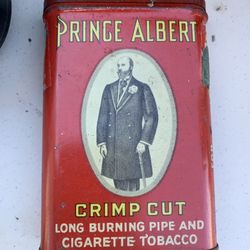 PRINCE ALBERT
CRIMP CUT
LONG BURNING PIPE AND
CIGARETTE TOBACCO